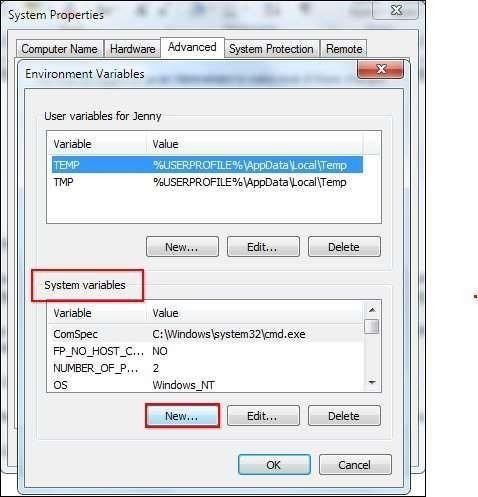 System Properties
Computer Name Hardware Advanced System Protection Remote
Environment Variables
User variables for Jenny
Variable Value
TEMP %USERPROFILE%\AppData\Local\Temp
TMP %USERPROFILE%\AppData\Local\Temp
New... Edit... Delete
System variables
Variable Value
ComSpec C:\Windows\system32\cmd.exe
FP_NO_HOST_C... NO
NUMBER_OF_P... 2
OS Windows_NT
New... Edit... Delete
OK Cancel